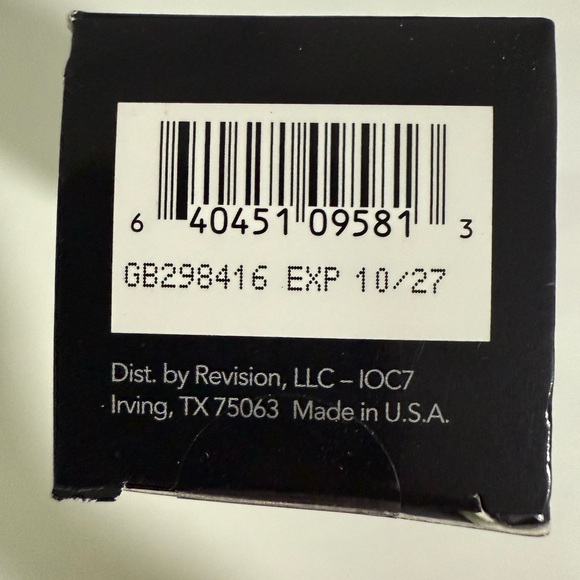 6 40451 09581 3
GB298416 EXP 10/27
Dist. by Revision, LLC – IOC7
Irving, TX 75063 Made in U.S.A.